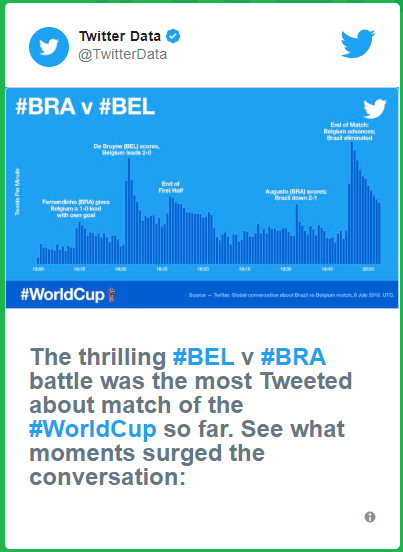 Twitter Data
@TwitterData
#BRA v #BEL
End of Match;
Belgium advances;
Brazil eliminated
De Bruyne (BEL) scores,
Belgium leads 2-0
End of
First Half
Augusto (BRA) scores;
Brazil down 2-1
Fernandinho (BRA) gives
Belgium a 1-0 lead
with own goal
Tweets Per Minute
18:00 18:15 18:30 18:45 19:00 19:15 19:30 19:45 20:00
#WorldCup
Source — Twitter. Global conversation about Brazil vs Belgium match, 6 July 2018, UTC.
The thrilling #BEL v #BRA
battle was the most Tweeted
about match of the
#WorldCup so far. See what
moments surged the
conversation: